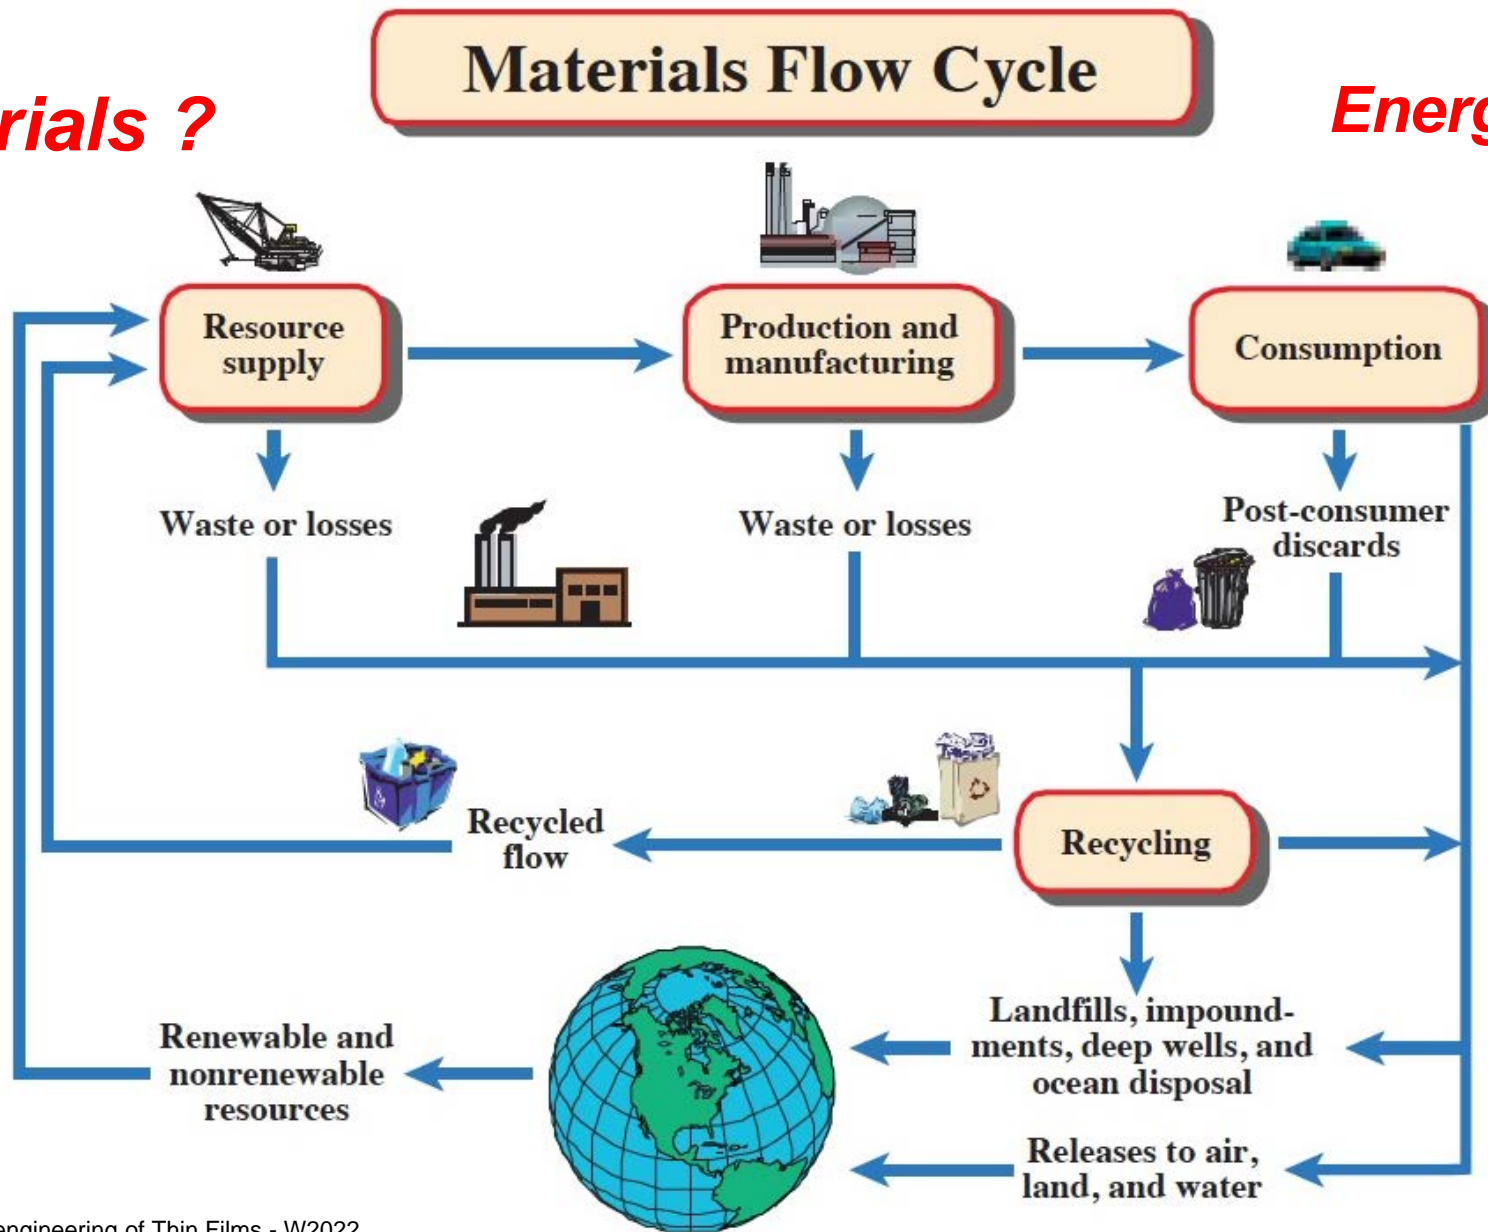 Materials Flow Cycle
rials ?
Energ
Resource
supply
Production and
manufacturing
Consumption
Waste or losses
Waste or losses
Post-consumer
discards
Recycled
flow
Recycling
Renewable and
nonrenewable
resources
Landfills, impound-
ments, deep wells, and
ocean disposal
Releases to air,
land, and water
engineering of Thin Films - W2022